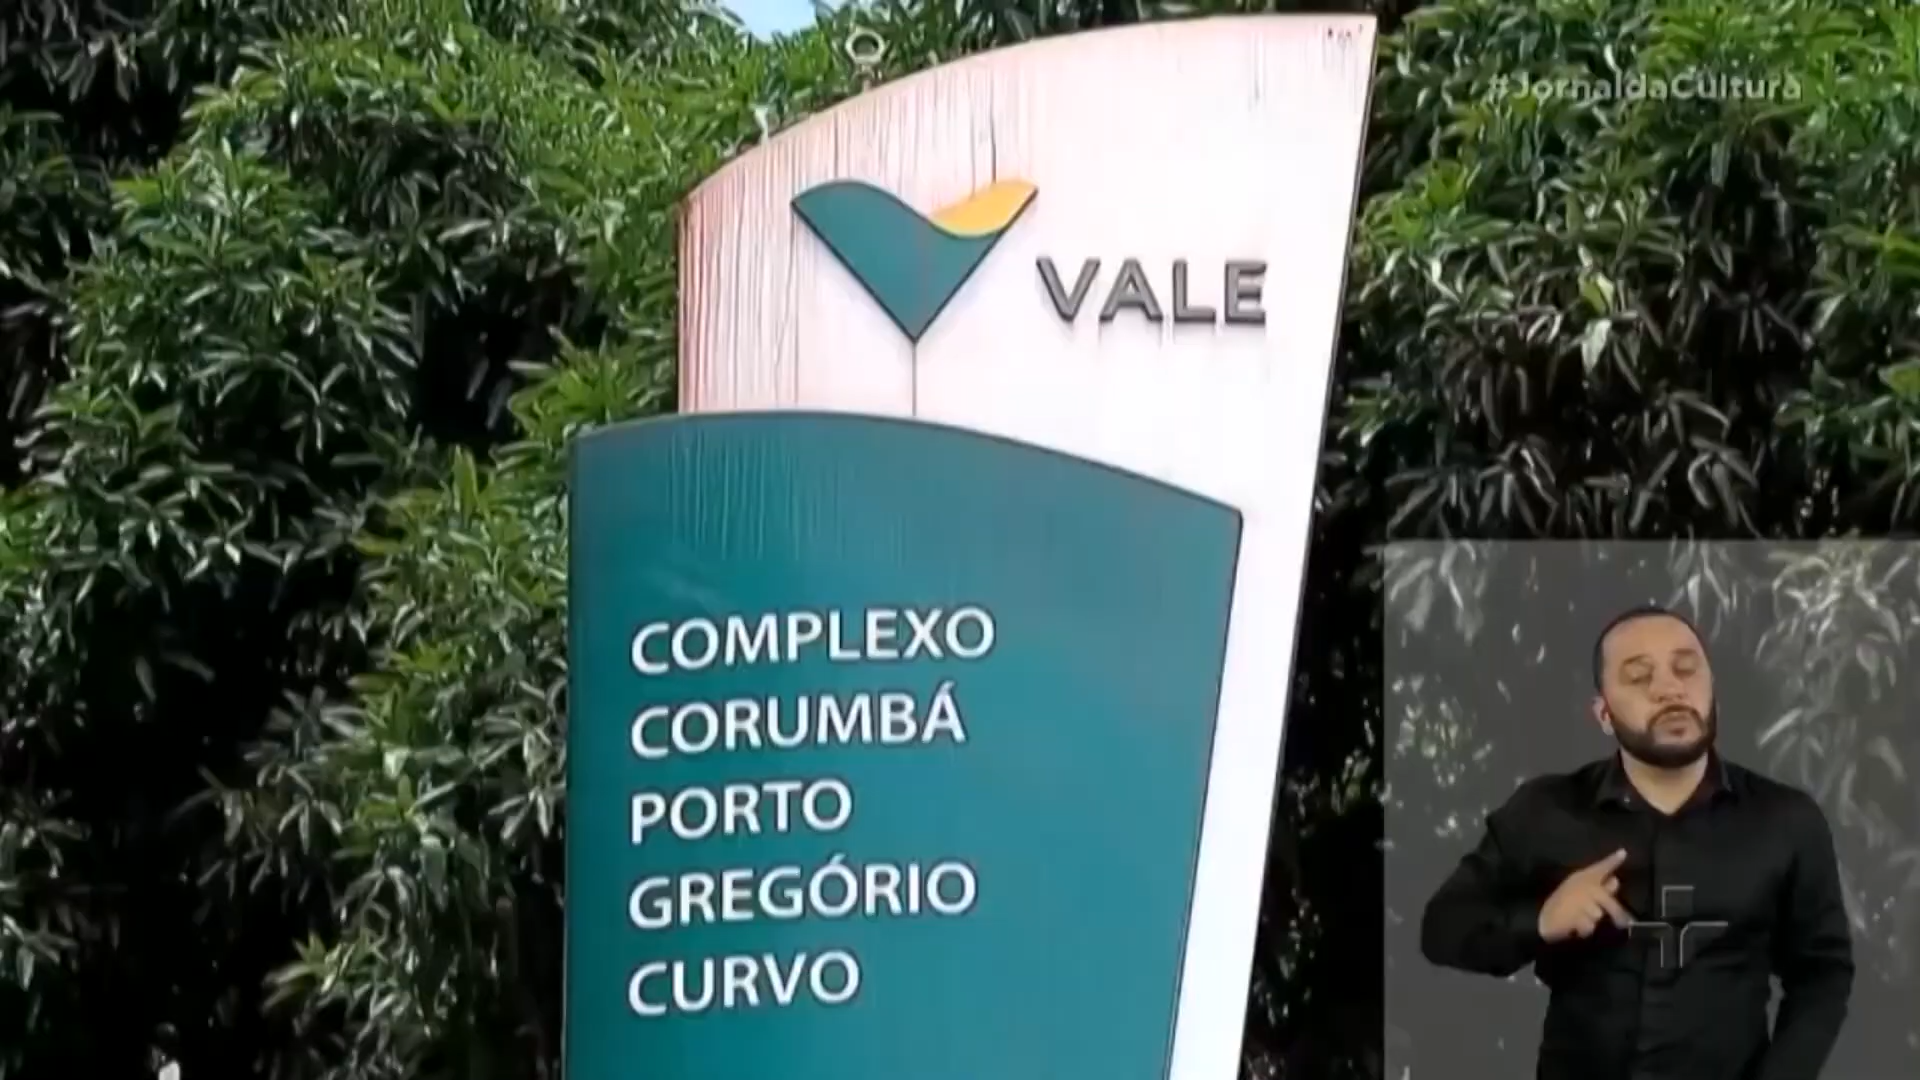 #JornaldaCultura
VALE
COMPLEXO
CORUMBÁ
PORTO
GREGÓRIO
CURVO